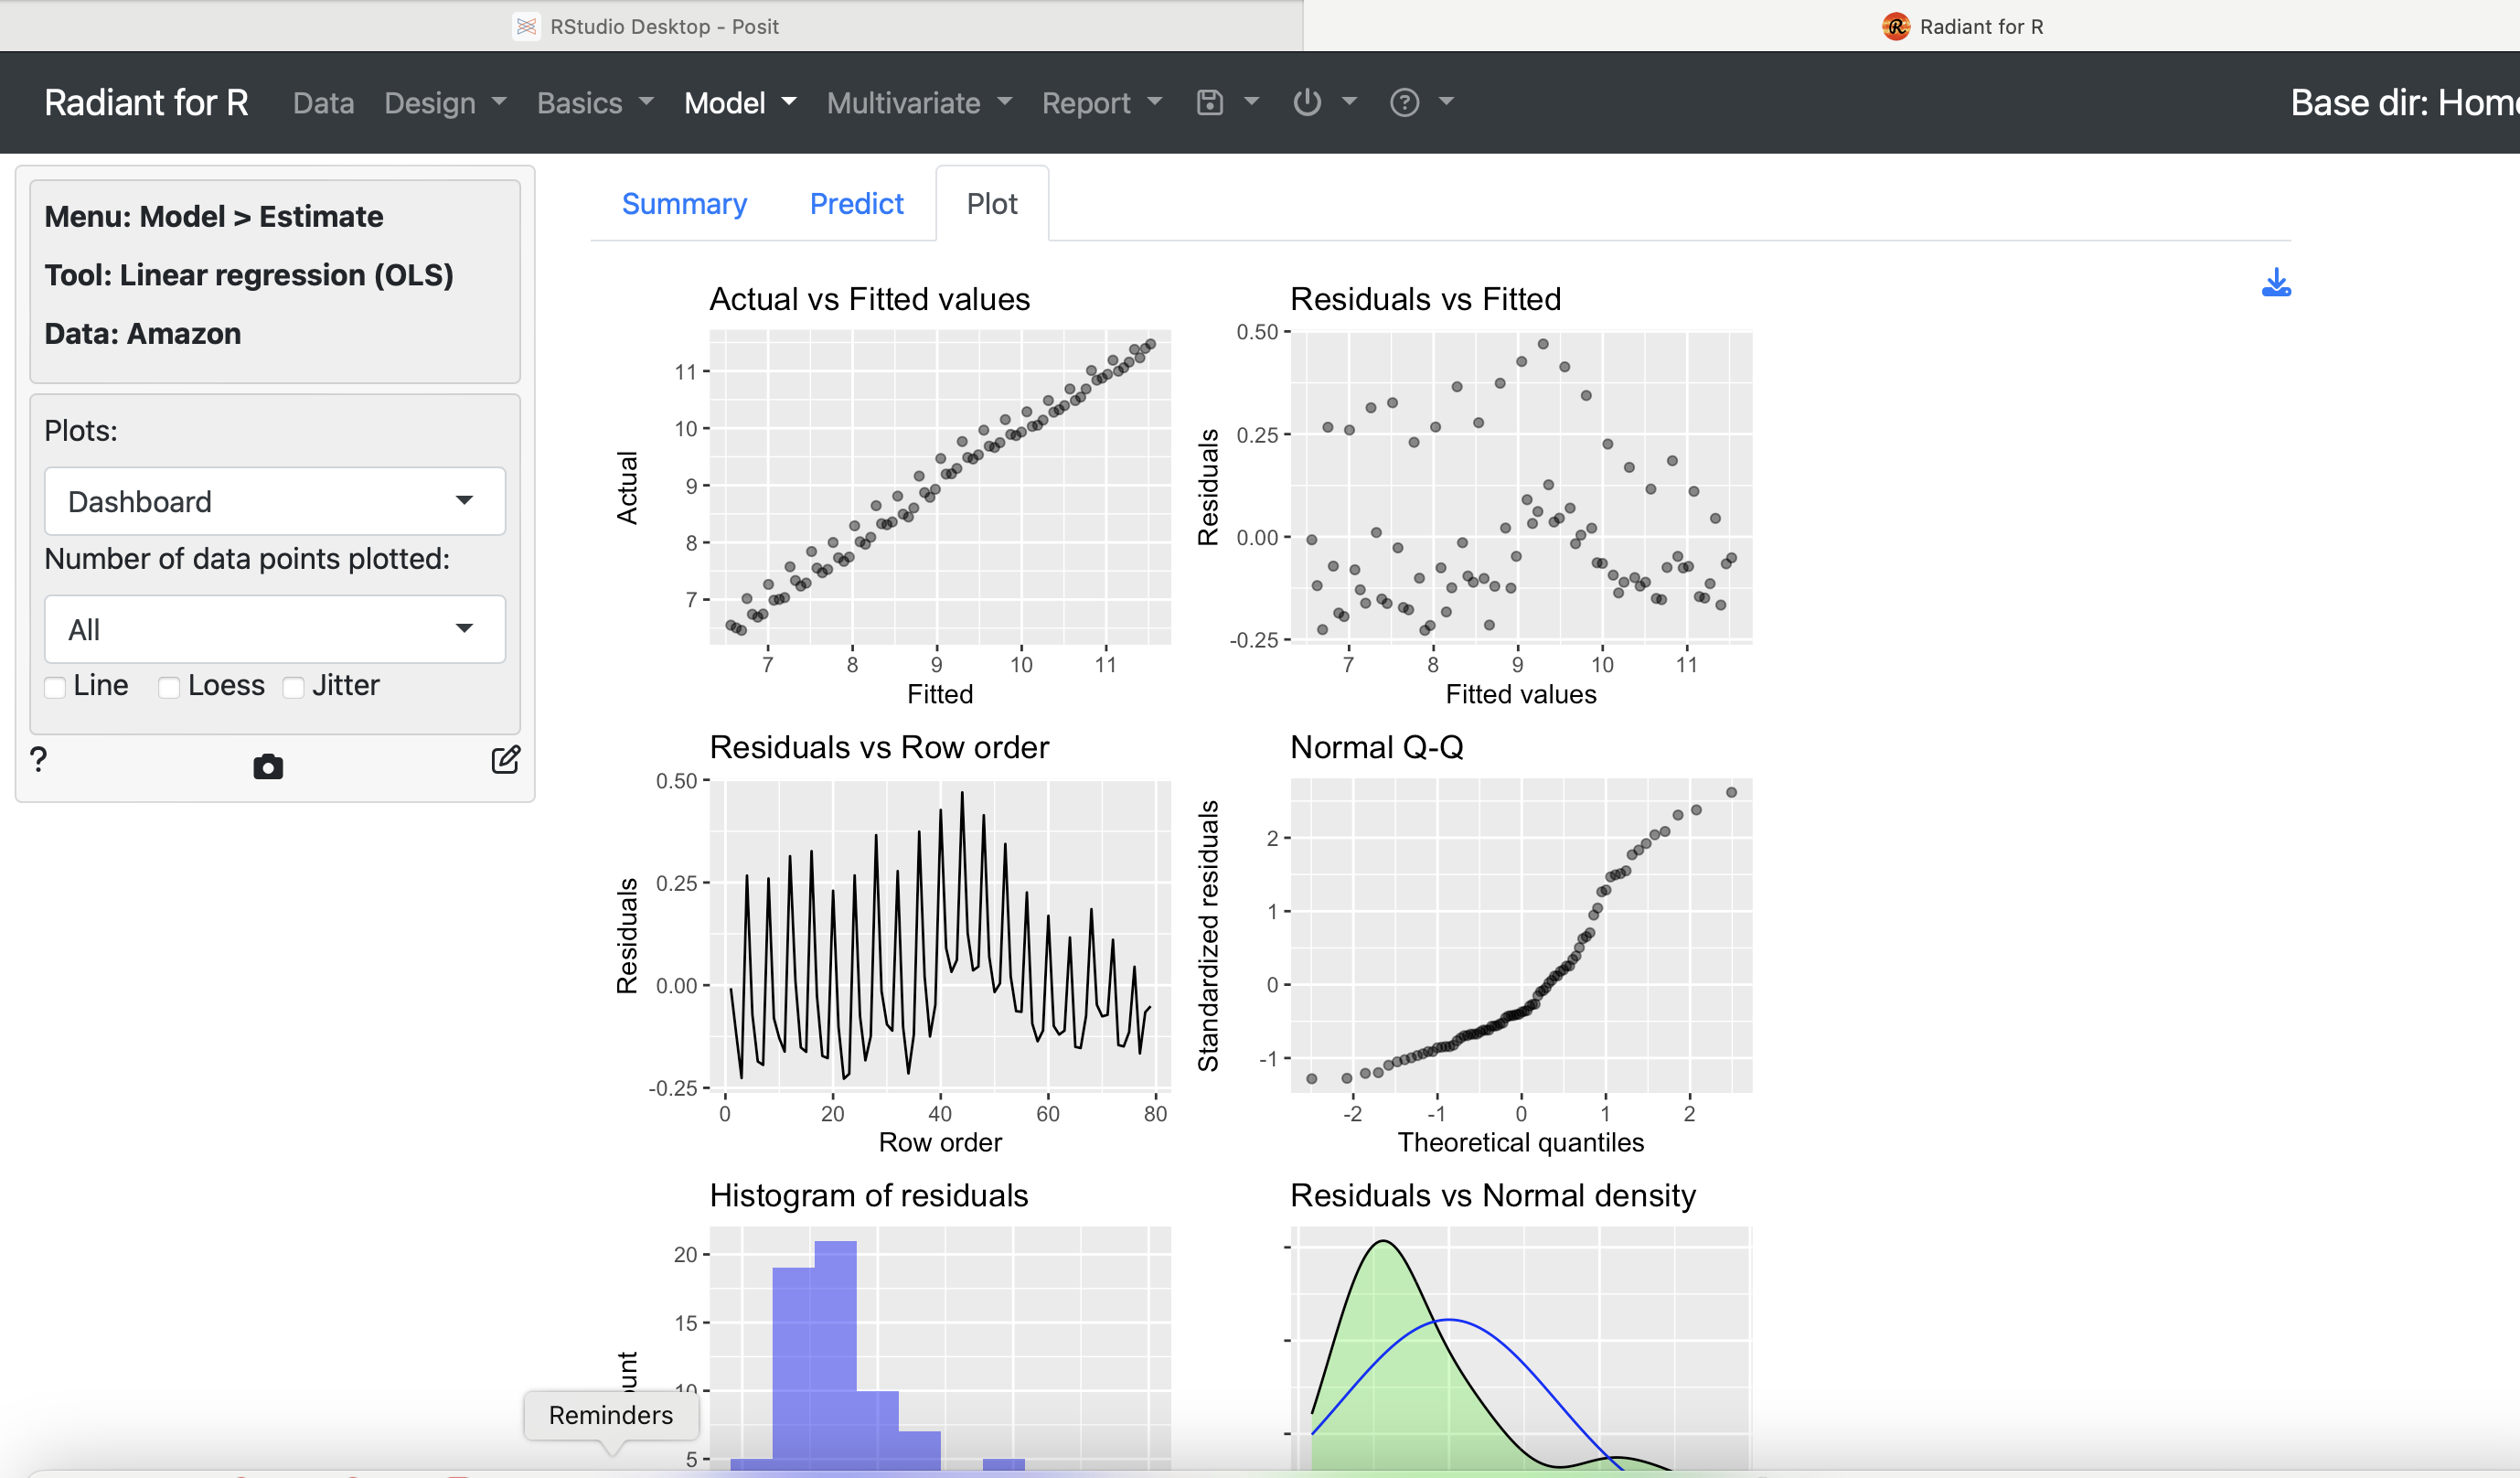 RStudio Desktop - Posit
Radiant for R
Radiant for R Data Design Basics Model Multivariate Report ? Base dir: Home
Menu: Model > Estimate
Tool: Linear regression (OLS)
Data: Amazon
Plots:
Dashboard
Number of data points plotted:
All
Line Loess Jitter
?
Summary Predict Plot
Actual vs Fitted values
Actual
11
10
9
8
7
7 8 9 10 11
Fitted
Residuals vs Fitted
Residuals
0.50
0.25
0.00
-0.25
7 8 9 10 11
Fitted values
Residuals vs Row order
Residuals
0.50
0.25
0.00
-0.25
0 20 40 60 80
Row order
Normal Q-Q
Standardized residuals
2
1
0
-1
-2 -1 0 1 2
Theoretical quantiles
Histogram of residuals
20
15
10
5
Residuals vs Normal density
Reminders